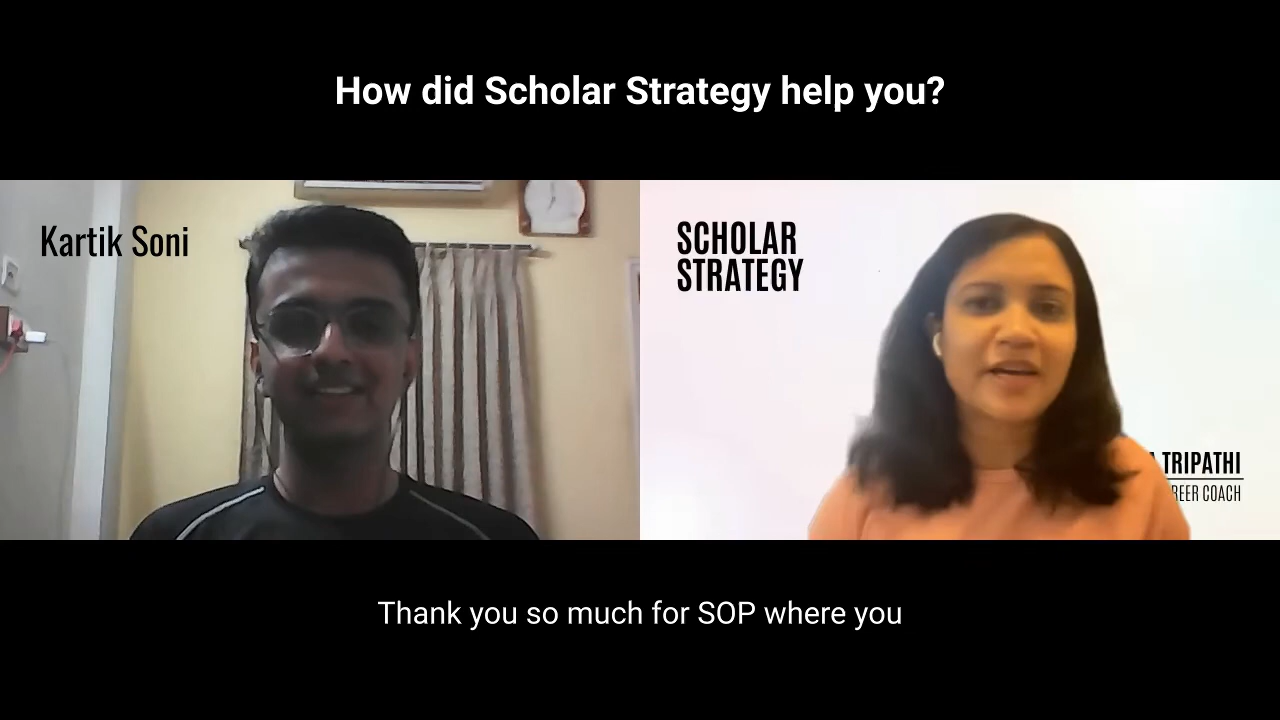 How did Scholar Strategy help you?
Kartik Soni
SCHOLAR
STRATEGY
TRIPATHI
COACH
Thank you so much for SOP where you